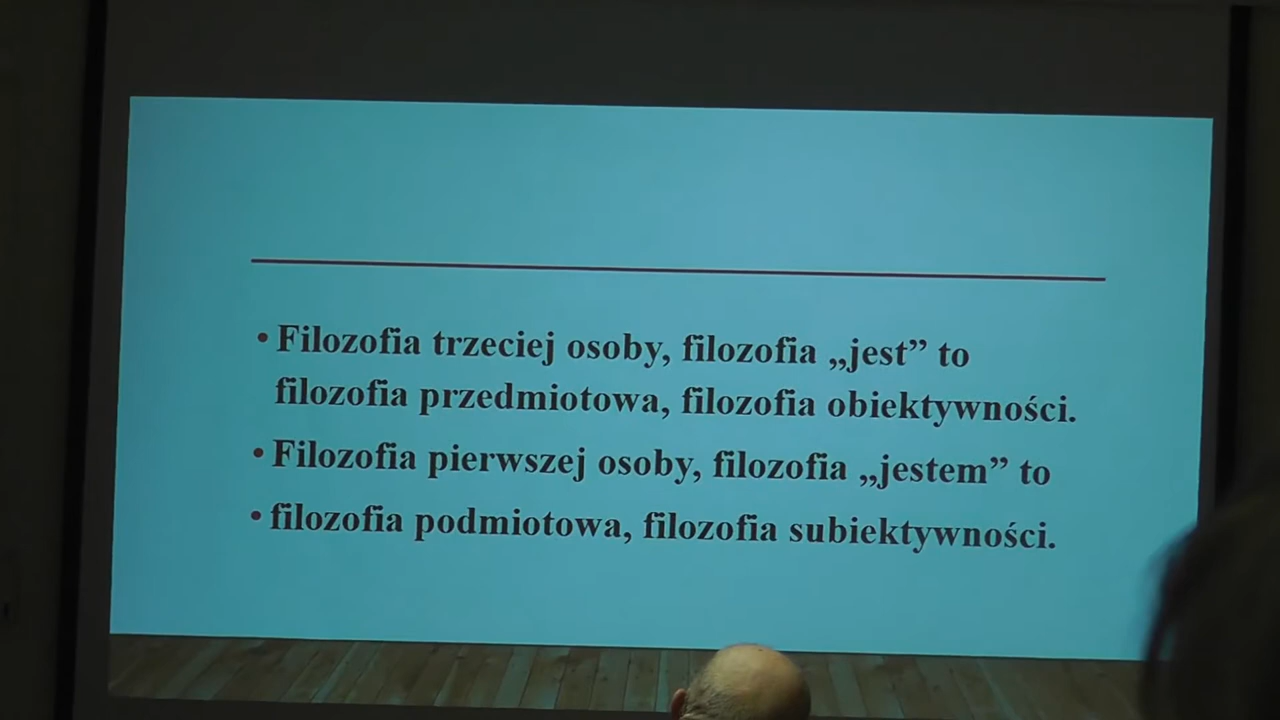 • Filozofia trzeciej osoby, filozofia „jest” to
filozofia przedmiotowa, filozofia obiektywności.
• Filozofia pierwszej osoby, filozofia „jestem” to
• filozofia podmiotowa, filozofia subiektywności.